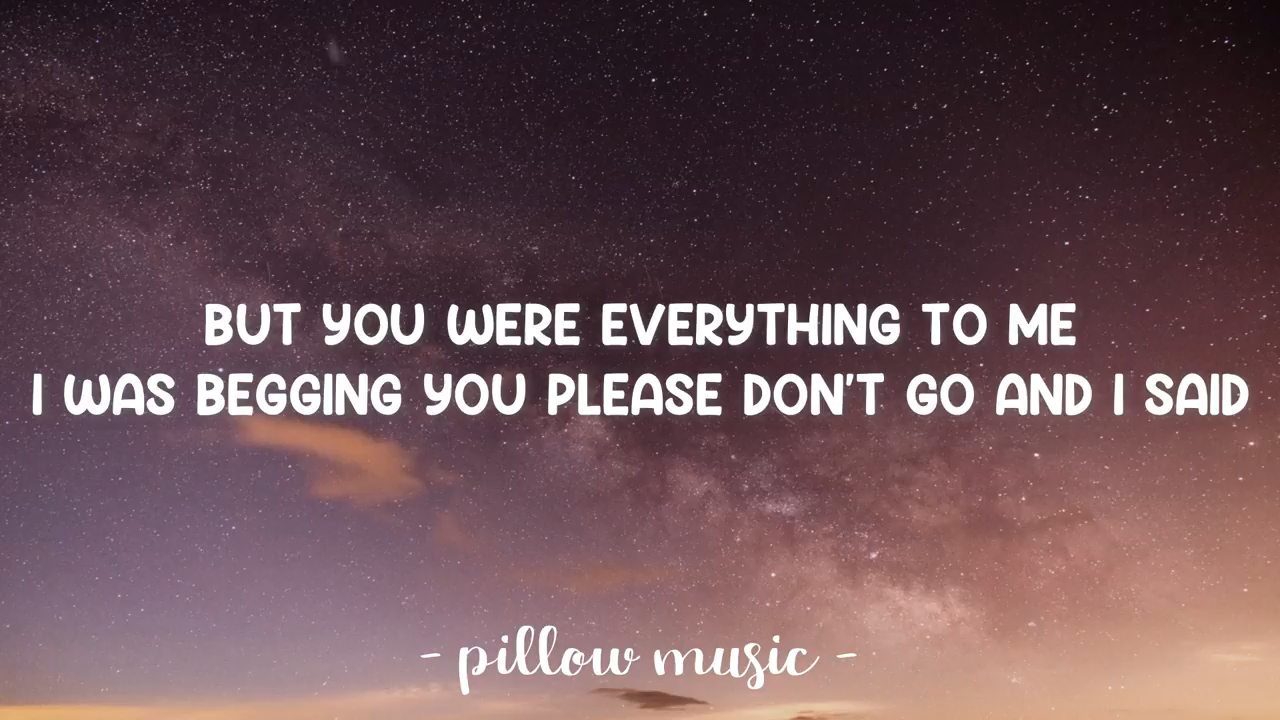 BUT YOU WERE EVERYTHING TO ME
I WAS BEGGING YOU PLEASE DON'T GO AND I SAID
- pillow music -